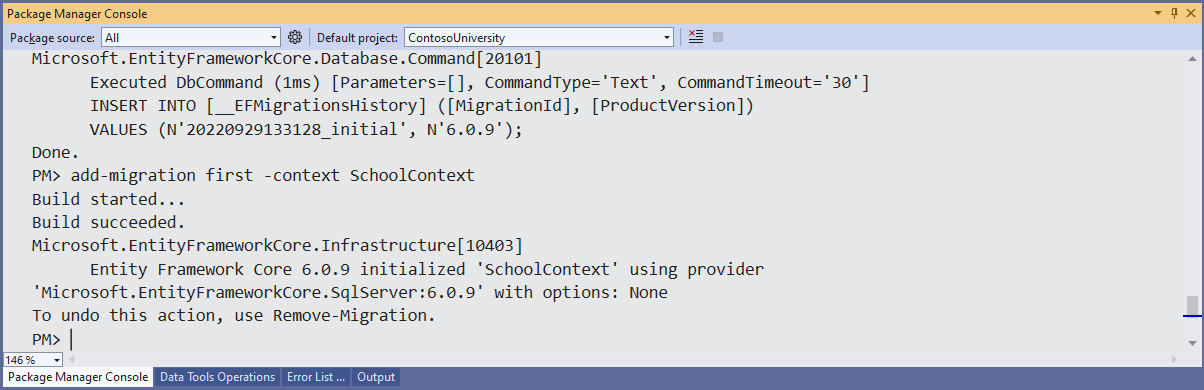 Package Manager Console
Package source: All Default project: ContosoUniversity
Microsoft.EntityFrameworkCore.Database.Command[20101]
Executed DbCommand (1ms) [Parameters=[], CommandType='Text', CommandTimeout='30']
INSERT INTO [__EFMigrationsHistory] ([MigrationId], [ProductVersion])
VALUES (N'20220929133128_initial', N'6.0.9');
Done.
PM> add-migration first -context SchoolContext
Build started...
Build succeeded.
Microsoft.EntityFrameworkCore.Infrastructure[10403]
Entity Framework Core 6.0.9 initialized 'SchoolContext' using provider
'Microsoft.EntityFrameworkCore.SqlServer:6.0.9' with options: None
To undo this action, use Remove-Migration.
PM>
146 %
Package Manager Console Data Tools Operations Error List ... Output